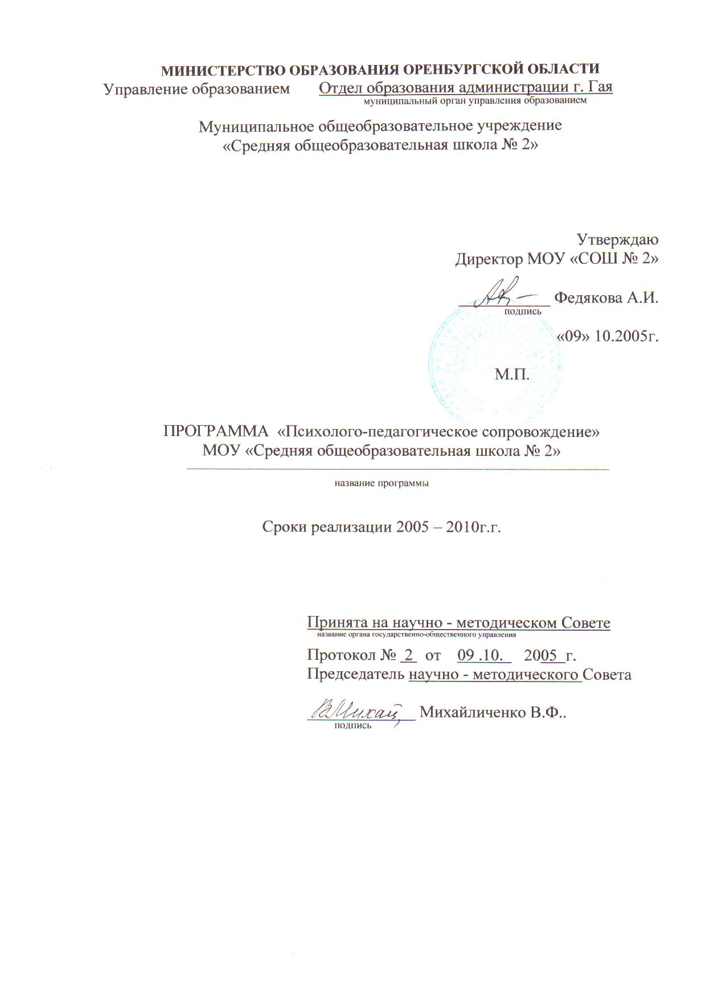 МИНИСТЕРСТВО ОБРАЗОВАНИЯ ОРЕНБУРГСКОЙ ОБЛАСТИ
Управление образованием Отдел образования администрации г. Гая
муниципальный орган управления образованием
Муниципальное общеобразовательное учреждение
«Средняя общеобразовательная школа № 2»
Утверждаю
Директор МОУ «СОШ № 2»
Федякова А.И.
подпись
«09» 10.2005г.
М.П.
ПРОГРАММА «Психолого-педагогическое сопровождение»
МОУ «Средняя общеобразовательная школа № 2»
название программы
Сроки реализации 2005 – 2010г.г.
Принята на научно - методическом Совете
название органа государственно-общественного управления
Протокол № 2 от 09 .10. 2005 г.
Председатель научно - методического Совета
Михайличенко В.Ф..
подпись